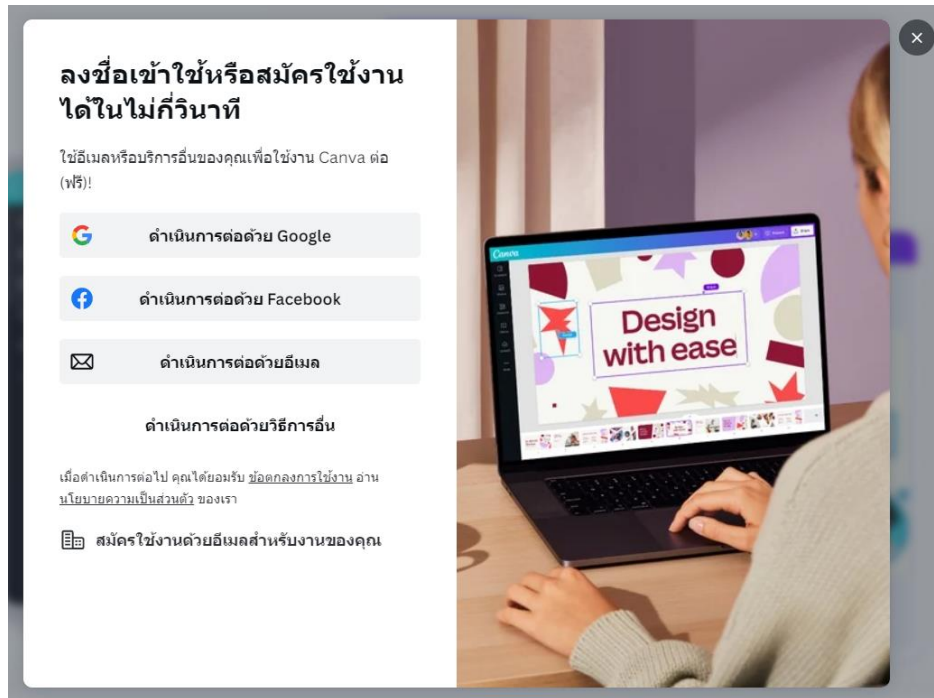 ลงชื่อเข้าใช้หรือสมัครใช้งาน
ได้ในไม่กี่วินาที
ใช้อีเมลหรือบริการอื่นของคุณเพื่อใช้งาน Canva ต่อ
(ฟรี)!
ดำเนินการต่อด้วย Google
ดำเนินการต่อด้วย Facebook
ดำเนินการต่อด้วยอีเมล
ดำเนินการต่อด้วยวิธีการอื่น
เมื่อดำเนินการต่อไป คุณได้ยอมรับ ข้อตกลงการใช้งาน อ่าน
นโยบายความเป็นส่วนตัว ของเรา
สมัครใช้งานด้วยอีเมลสำหรับงานของคุณ
Canva
Design
with ease